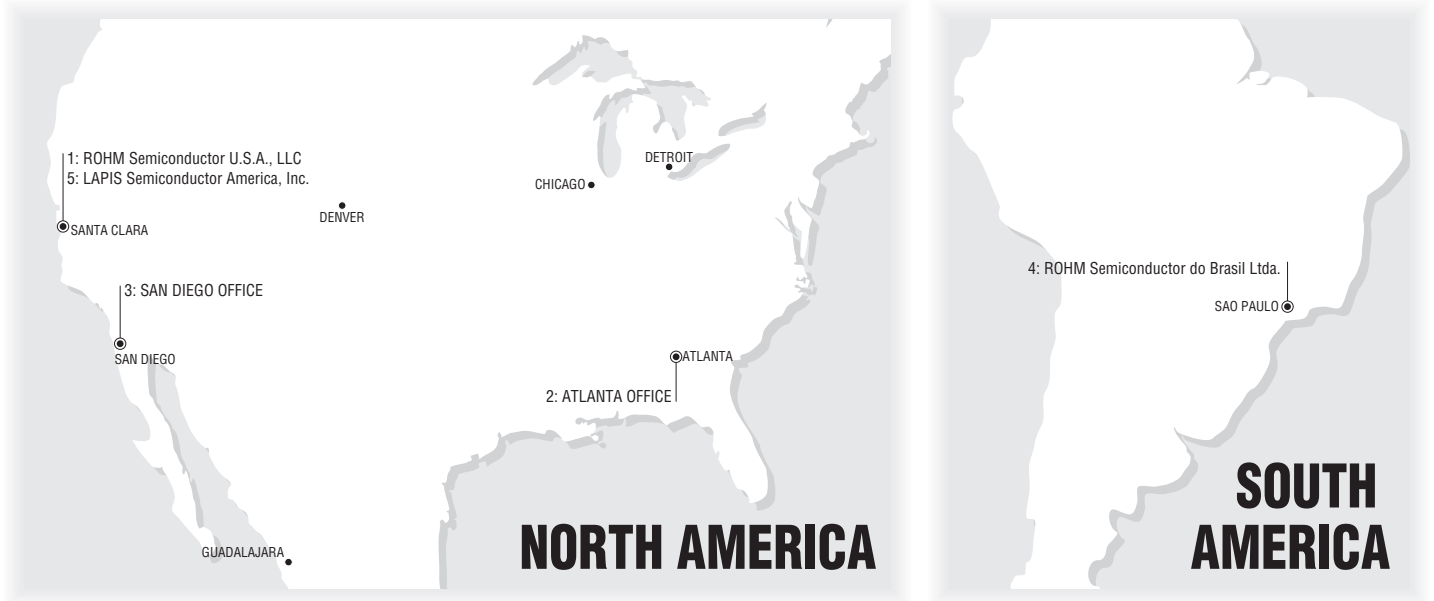 1: ROHM Semiconductor U.S.A., LLC
5: LAPIS Semiconductor America, Inc.
SANTA CLARA
DENVER
CHICAGO
DETROIT
3: SAN DIEGO OFFICE
SAN DIEGO
ATLANTA
2: ATLANTA OFFICE
GUADALAJARA
NORTH AMERICA
4: ROHM Semiconductor do Brasil Ltda.
SAO PAULO
SOUTH
AMERICA